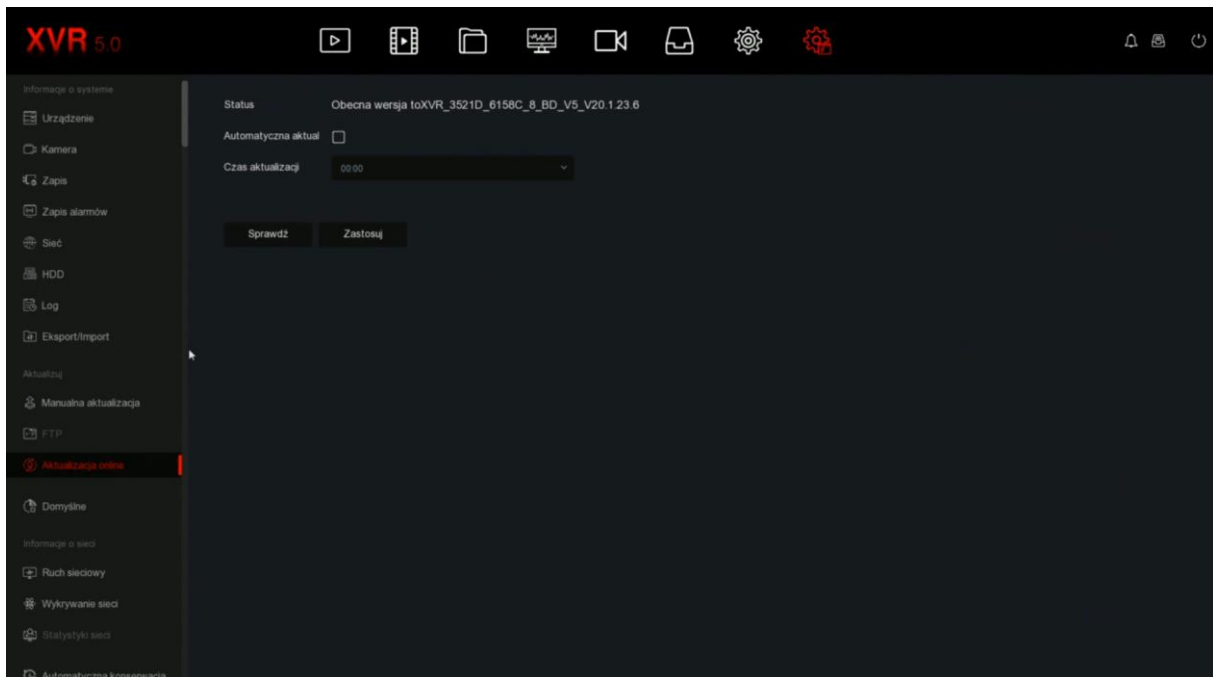 XVR 5.0
Informacje o systemie
Urządzenie
Kamera
Zapis
Zapis alarmów
Sieć
HDD
Log
Eksport/Import
Aktualizuj
Manualna aktualizacja
FTP
Aktualizacja online
Domyślne
Informacje o sieci
Ruch sieciowy
Wykrywanie sieci
Statystyki sieci
Automatyczna konserwacja
Status Obecna wersja toXVR_3521D_6158C_8_BD_V5_V20.1.23.6
Automatyczna aktual
Czas aktualizacji 00:00
Sprawdź Zastosuj